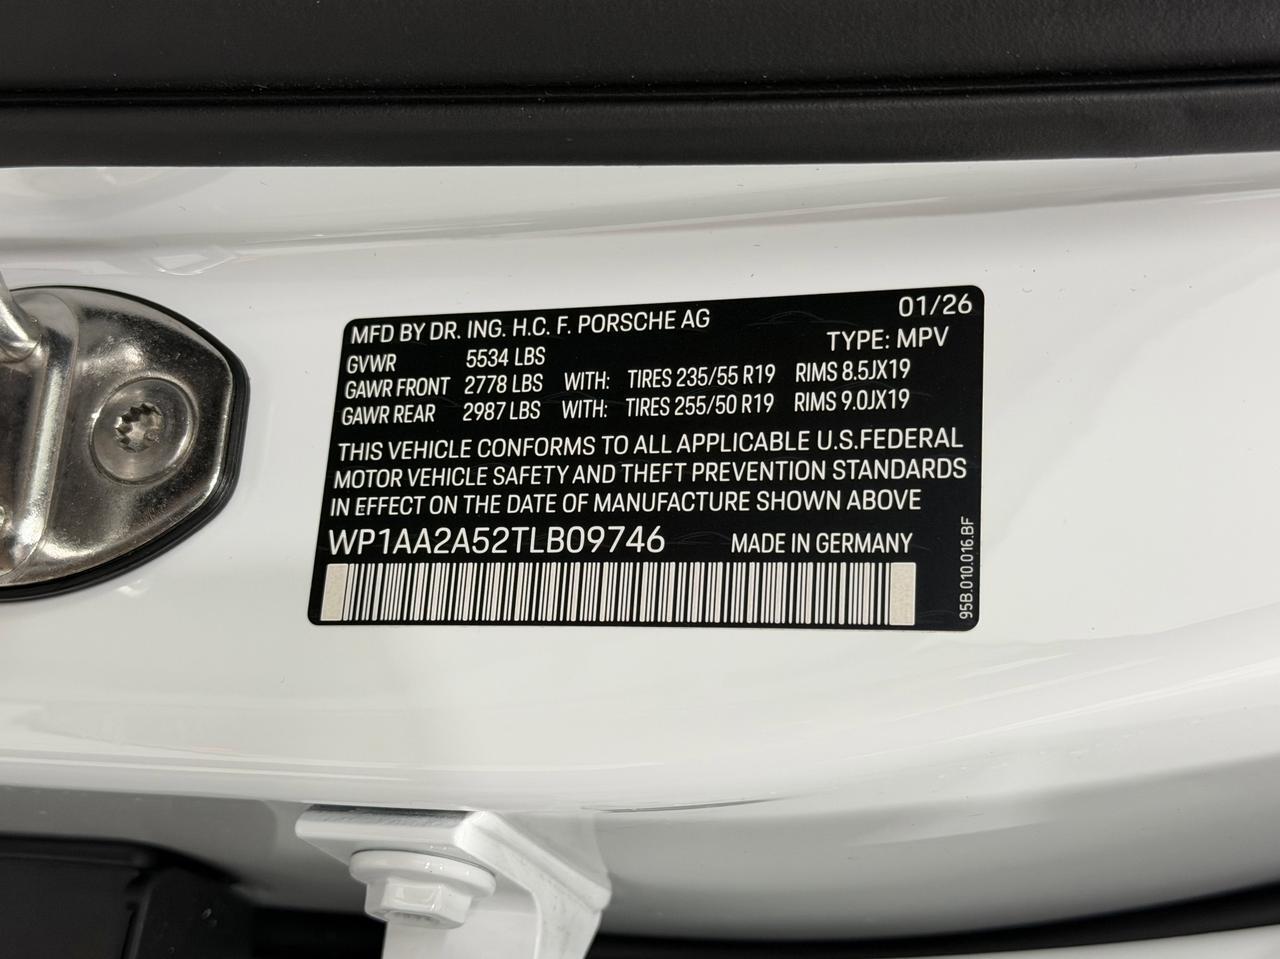 MFD BY DR. ING. H.C. F. PORSCHE AG 01/26
GVWR 5534 LBS TYPE: MPV
GAWR FRONT 2778 LBS WITH: TIRES 235/55 R19 RIMS 8.5JX19
GAWR REAR 2987 LBS WITH: TIRES 255/50 R19 RIMS 9.0JX19
THIS VEHICLE CONFORMS TO ALL APPLICABLE U.S.FEDERAL
MOTOR VEHICLE SAFETY AND THEFT PREVENTION STANDARDS
IN EFFECT ON THE DATE OF MANUFACTURE SHOWN ABOVE
WP1AA2A52TLB09746 MADE IN GERMANY
95B.010.016.BF